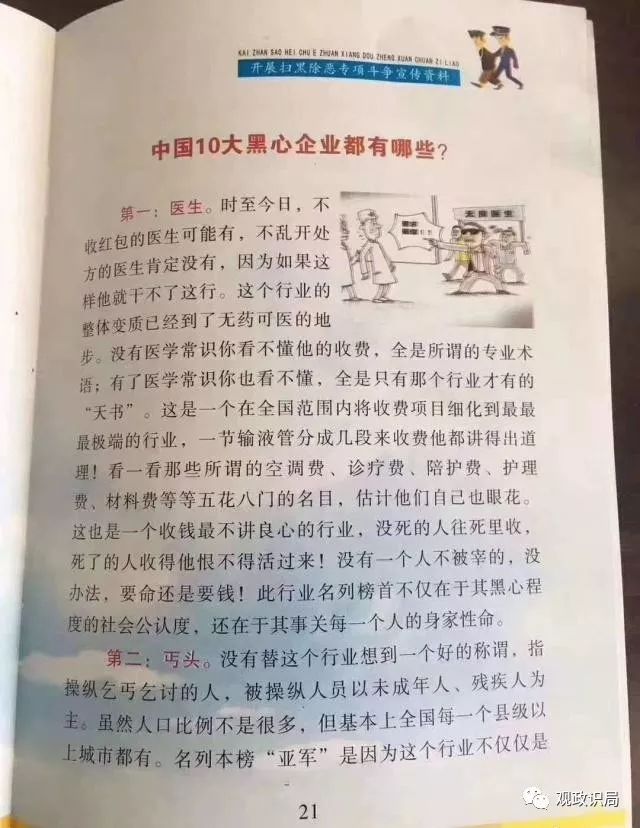 KAI ZHAN SAO HEI CHU E ZHUAN XIANG DOU ZHENG XUAN CHUAN ZI LIAO
开展扫黑除恶专项斗争宣传资料
中国10大黑心企业都有哪些？
第一：医生。时至今日，不
收红包的医生可能有，不乱开处
方的医生肯定没有，因为如果这
样他就干不了这行。这个行业的
整体变质已经到了无药可医的地
步。没有医学常识你看不懂他的收费，全是所谓的专业术
语；有了医学常识你也看不懂，全是只有那个行业才有的
“天书”。这是一个在全国范围内将收费项目细化到最最
最极端的行业，一节输液管分成几段来收费他都讲得出道
理！看一看那些所谓的空调费、诊疗费、陪护费、护理
费、材料费等等五花八门的名目，估计他们自己也眼花。
这也是一个收钱最不讲良心的行业，没死的人往死里收，
死了的人收得他恨不得活过来！没有一个人不被宰的，没
办法，要命还是要钱！此行业名列榜首不仅在于其黑心程
度的社会公认度，还在于其事关每一个人的身家性命。
第二：丐头。没有替这个行业想到一个好的称谓，指
操纵乞丐乞讨的人，被操纵人员以未成年人、残疾人为
主。虽然人口比例不是很多，但基本上全国每一个县级以
上城市都有。名列本榜“亚军”是因为这个行业不仅仅是
21
无良医生
观政识局